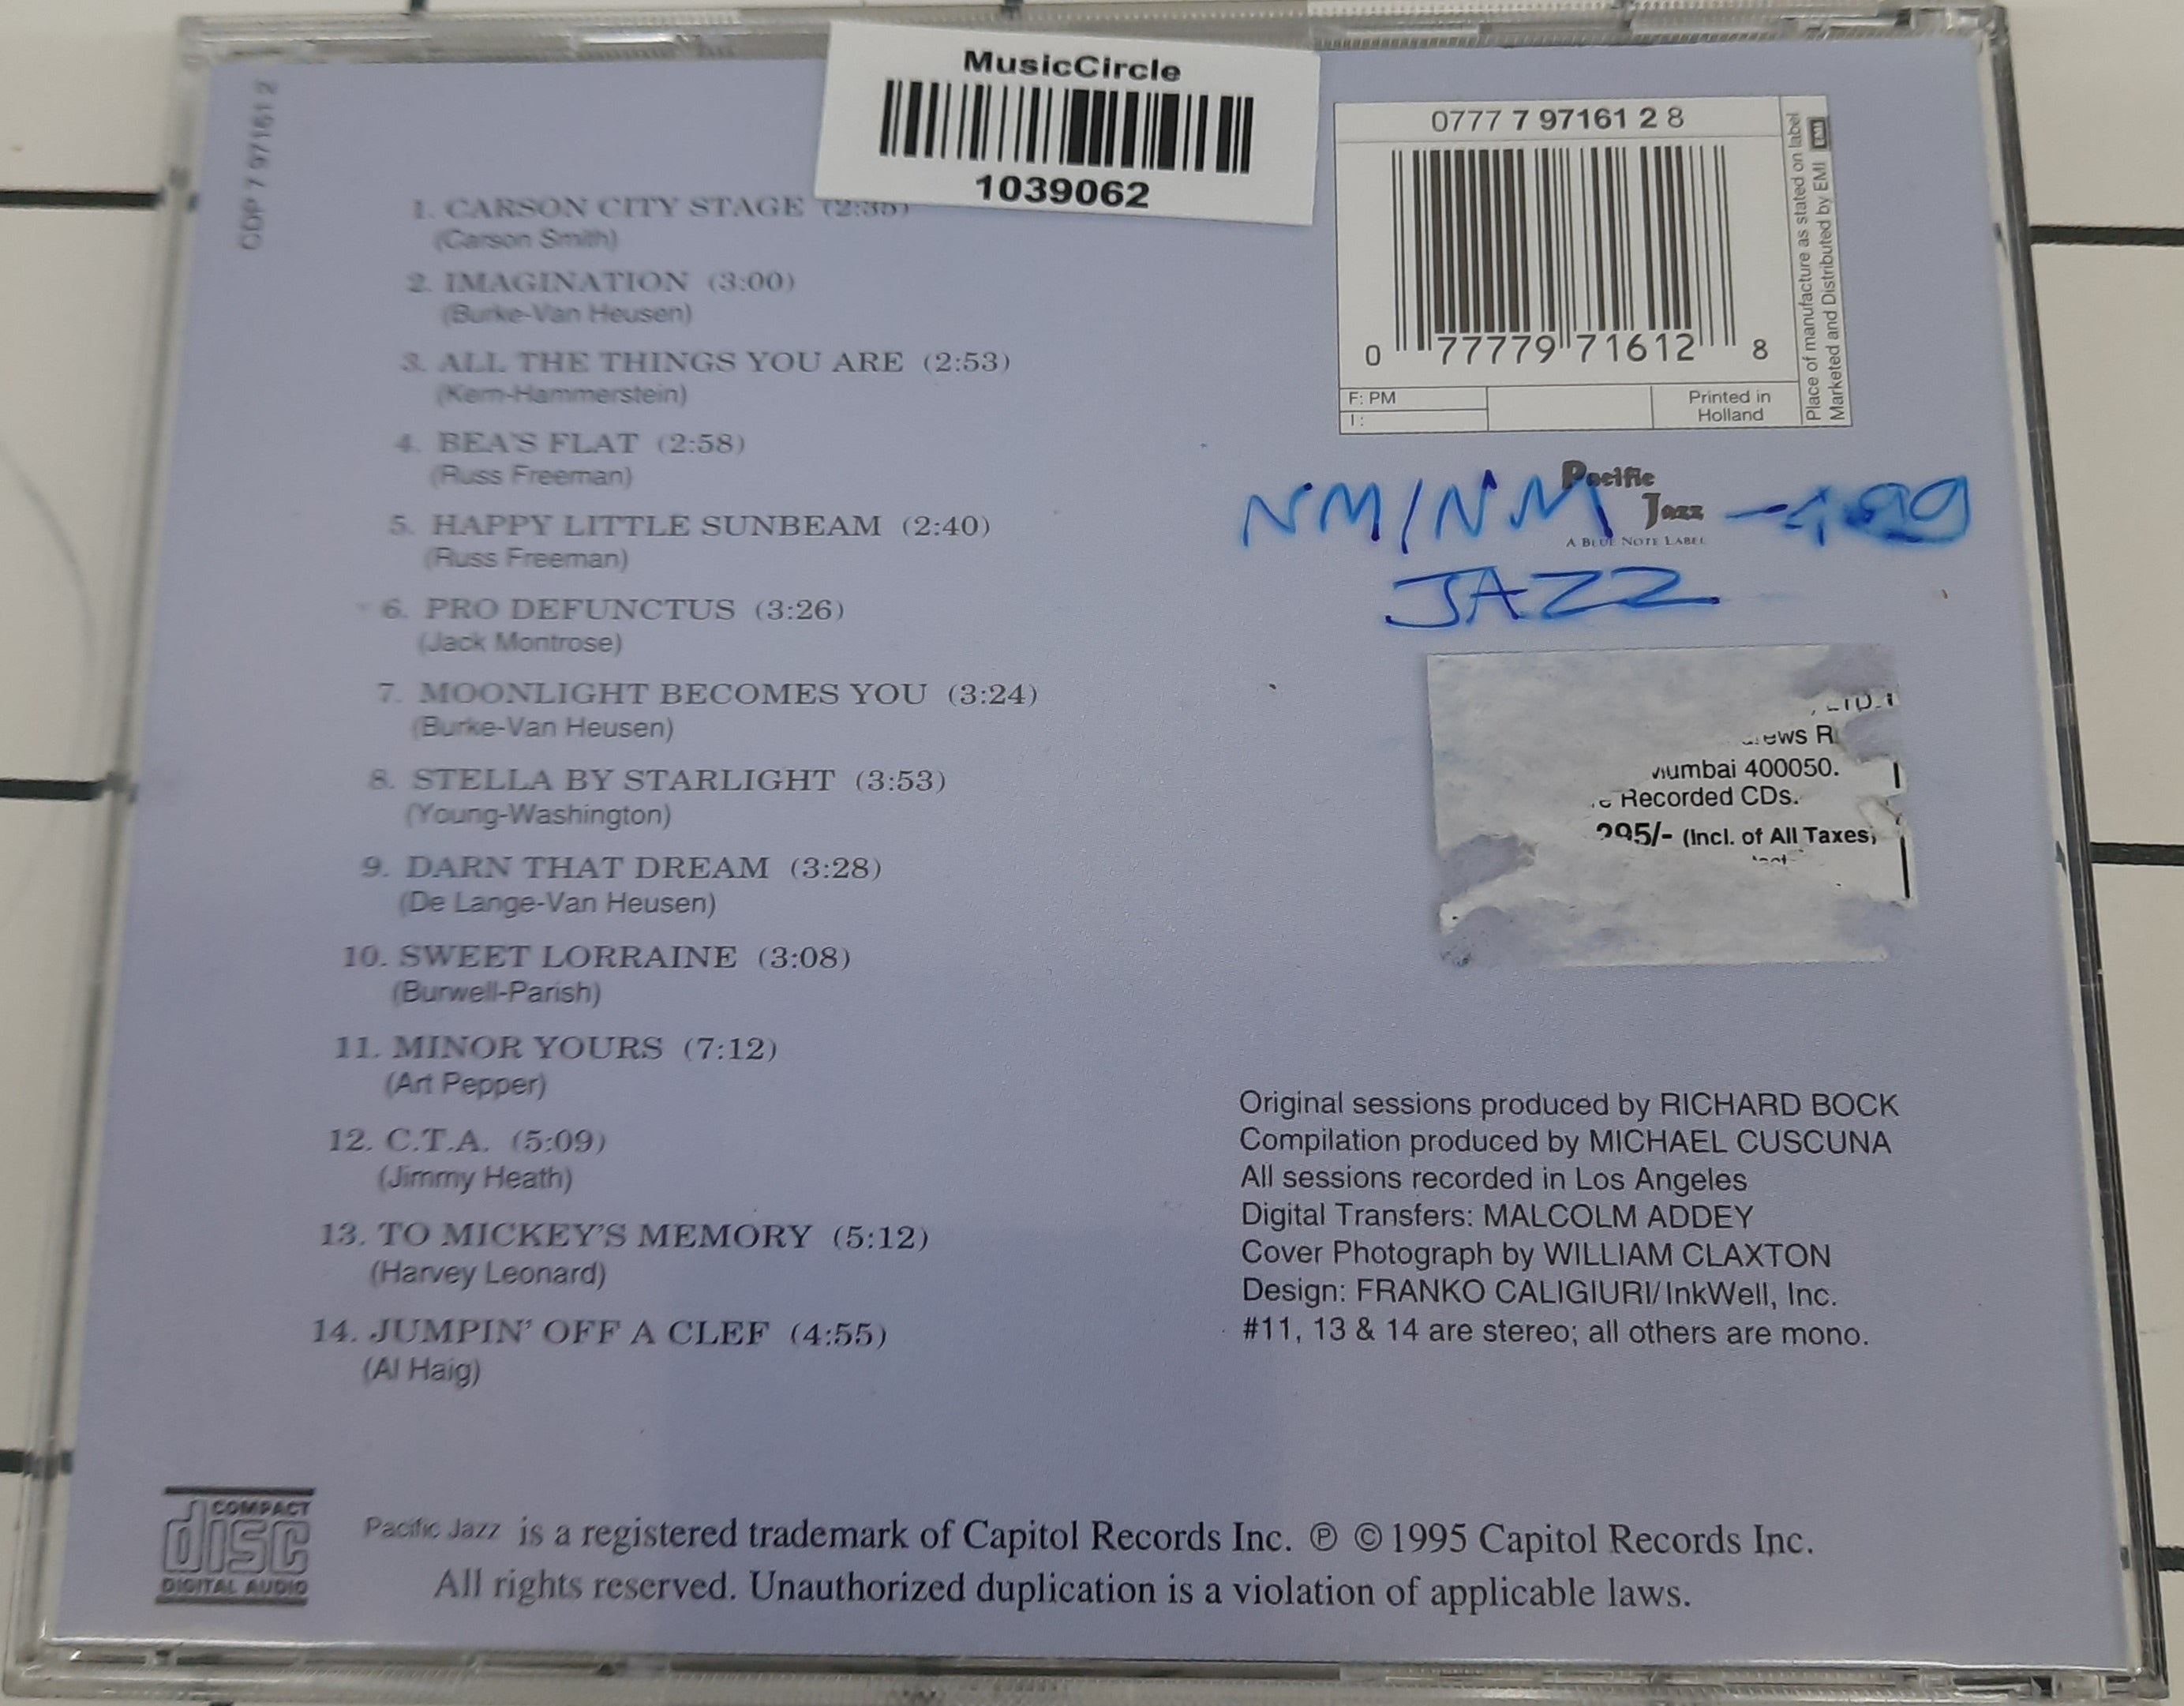 MusicCircle
1039062
CDP 7 97161 2
1. CARSON CITY STAGE (2:35)
(Carson Smith)
2. IMAGINATION (3:00)
(Burke-Van Heusen)
3. ALL THE THINGS YOU ARE (2:53)
(Kern-Hammerstein)
4. BEA'S FLAT (2:58)
(Russ Freeman)
5. HAPPY LITTLE SUNBEAM (2:40)
(Russ Freeman)
6. PRO DEFUNCTUS (3:26)
(Jack Montrose)
7. MOONLIGHT BECOMES YOU (3:24)
(Burke-Van Heusen)
8. STELLA BY STARLIGHT (3:53)
(Young-Washington)
9. DARN THAT DREAM (3:28)
(De Lange-Van Heusen)
10. SWEET LORRAINE (3:08)
(Burwell-Parish)
11. MINOR YOURS (7:12)
(Art Pepper)
12. C.T.A. (5:09)
(Jimmy Heath)
13. TO MICKEY'S MEMORY (5:12)
(Harvey Leonard)
14. JUMPIN' OFF A CLEF (4:55)
(Al Haig)
0777 7 97161 2 8
0 77779 71612 8
F: PM
I:
Printed in
Holland
Place of manufacture as stated on label
Marketed and Distributed by EMI EMI
Pacific
Jazz
A BLUE NOTE LABEL
NM/NM
JAZZ
400050.
Recorded CDs.
(Incl. of All Taxes)
Original sessions produced by RICHARD BOCK
Compilation produced by MICHAEL CUSCUNA
All sessions recorded in Los Angeles
Digital Transfers: MALCOLM ADDEY
Cover Photograph by WILLIAM CLAXTON
Design: FRANKO CALIGIURI/InkWell, Inc.
#11, 13 & 14 are stereo; all others are mono.
COMPACT
disc
DIGITAL AUDIO
Pacific Jazz is a registered trademark of Capitol Records Inc. ℗ © 1995 Capitol Records Inc.
All rights reserved. Unauthorized duplication is a violation of applicable laws.